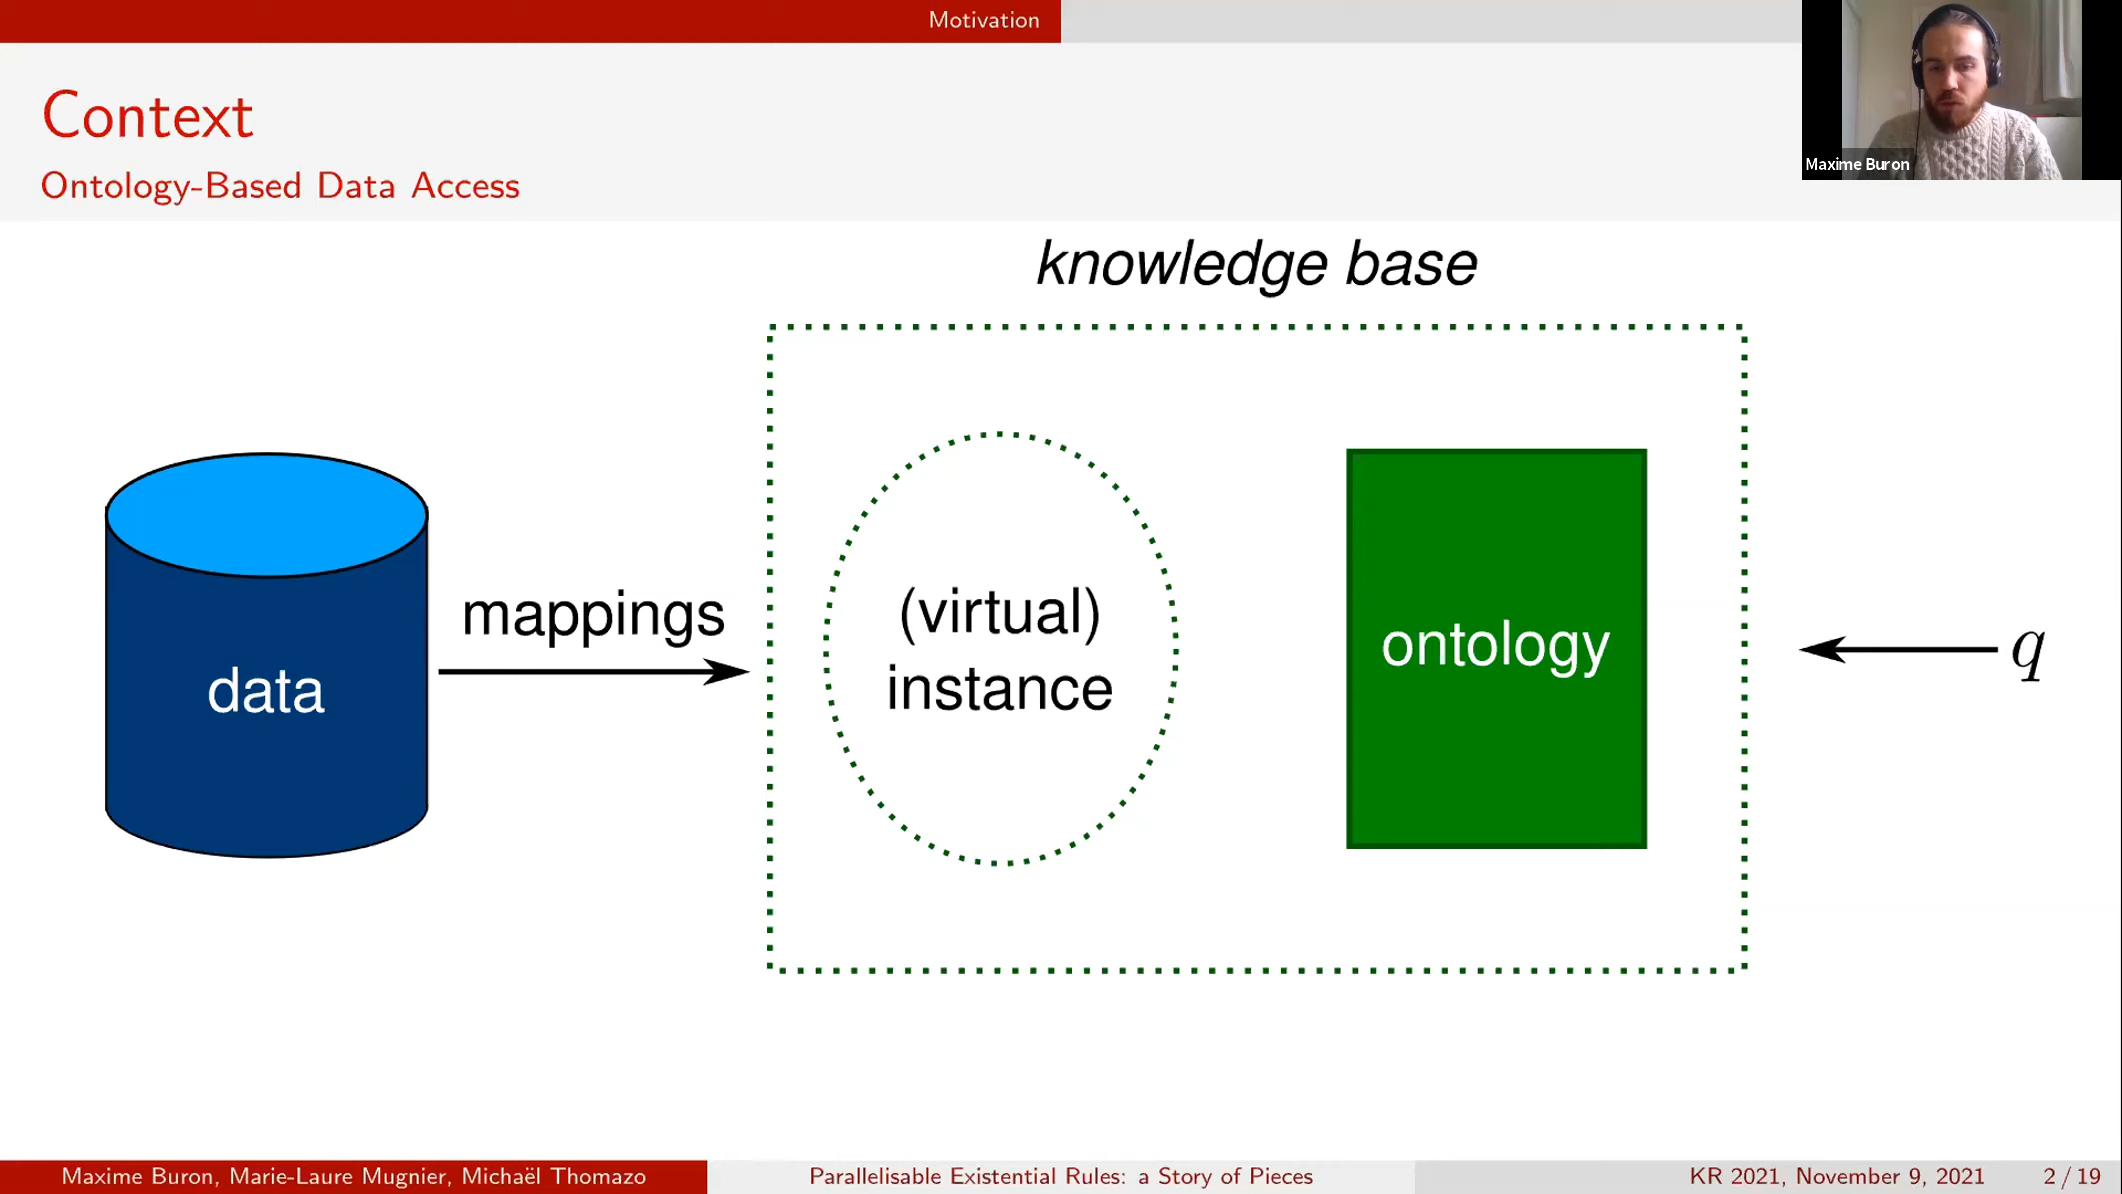 Motivation
Context
Ontology-Based Data Access
Maxime Buron
knowledge base
data
mappings
(virtual)
instance
ontology
q
Maxime Buron, Marie-Laure Mugnier, Michaël Thomazo
Parallelisable Existential Rules: a Story of Pieces
KR 2021, November 9, 2021
2 / 19